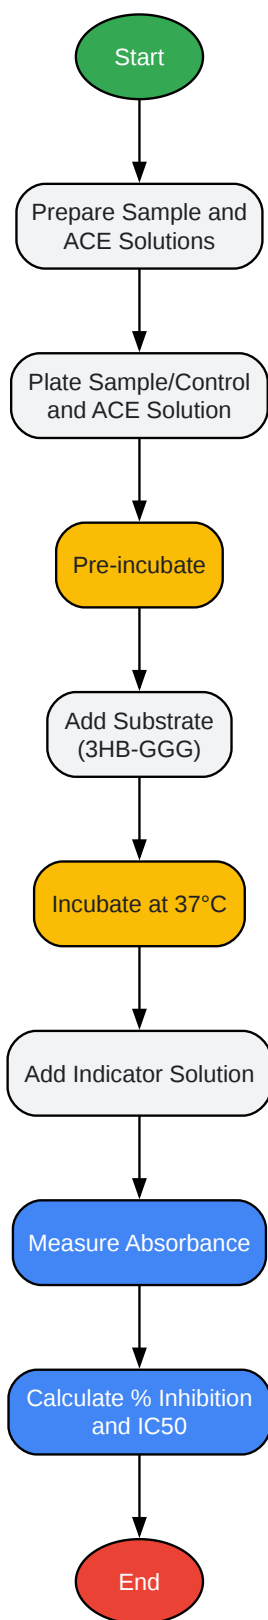 Start
Prepare Sample and
ACE Solutions
Plate Sample/Control
and ACE Solution
Pre-incubate
Add Substrate
(3HB-GGG)
Incubate at 37°C
Add Indicator Solution
Measure Absorbance
Calculate % Inhibition
and IC50
End